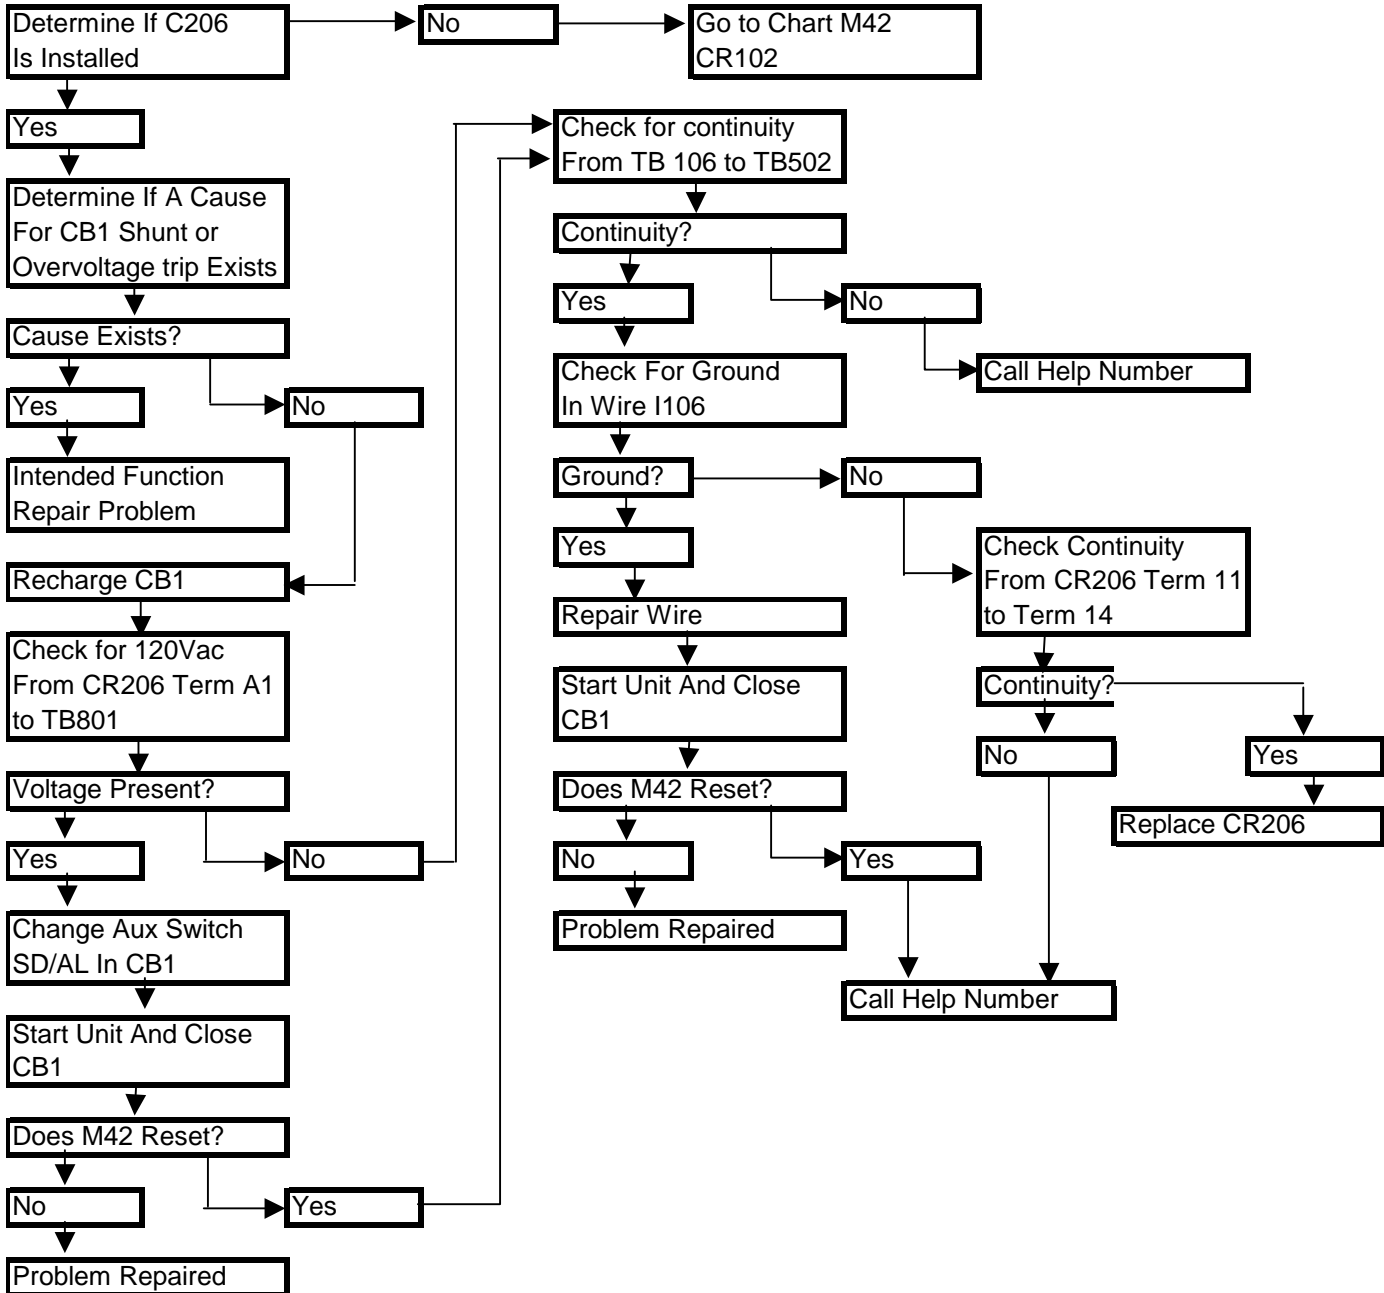 Determine If C206
Is Installed
No
Go to Chart M42
CR102
Yes
Determine If A Cause
For CB1 Shunt or
Overvoltage trip Exists
Cause Exists?
Yes
No
Intended Function
Repair Problem
Recharge CB1
Check for 120Vac
From CR206 Term A1
to TB801
Voltage Present?
Yes
No
Change Aux Switch
SD/AL In CB1
Start Unit And Close
CB1
Does M42 Reset?
No
Yes
Problem Repaired
Check for continuity
From TB 106 to TB502
Continuity?
Yes
No
Call Help Number
Check For Ground
In Wire I106
Ground?
No
Yes
Repair Wire
Start Unit And Close
CB1
Does M42 Reset?
No
Yes
Problem Repaired
Check Continuity
From CR206 Term 11
to Term 14
Continuity?
No
Yes
Replace CR206
Call Help Number